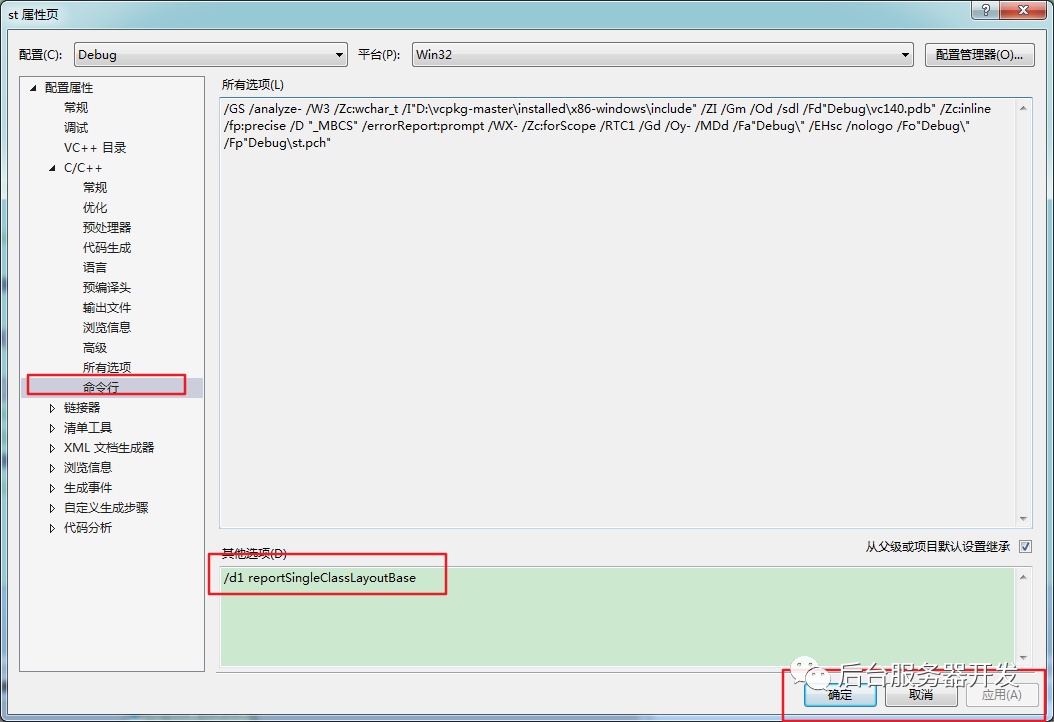 st 属性页
配置(C): Debug 平台(P): Win32 配置管理器(O)...
配置属性
常规
调试
VC++ 目录
C/C++
常规
优化
预处理器
代码生成
语言
预编译头
输出文件
浏览信息
高级
所有选项
命令行
链接器
清单工具
XML 文档生成器
浏览信息
生成事件
自定义生成步骤
代码分析
所有选项(L)
/GS /analyze- /W3 /Zc:wchar_t /I"D:\vcpkg-master\installed\x86-windows\include" /ZI /Gm /Od /sdl /Fd"Debug\vc140.pdb" /Zc:inline
/fp:precise /D "_MBCS" /errorReport:prompt /WX- /Zc:forScope /RTC1 /Gd /Oy- /MDd /Fa"Debug\" /EHsc /nologo /Fo"Debug\"
/Fp"Debug\st.pch"
其他选项(D)
从父级或项目默认设置继承
/d1 reportSingleClassLayoutBase
后台服务器开发
确定 取消 应用(A)